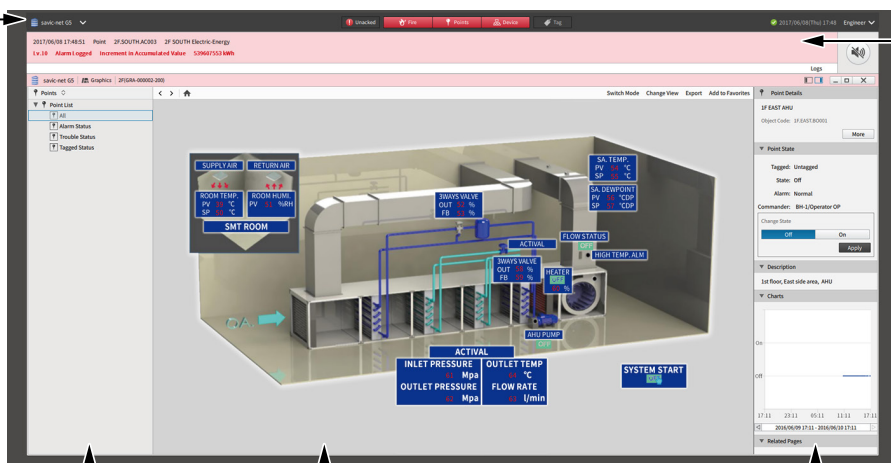 savic-net G5
Unacked
Fire
Points
Device
Tag
2017/06/08(Thu) 17:48
Engineer
2017/06/08 17:48:51 Point 2F.SOUTH.AC003 2F SOUTH Electric-Energy
Lv.10 Alarm Logged Increment in Accumulated Value 539607553 kWh
Logs
savic-net G5
Graphics
2F(GRA-000002-200)
Points
Point List
All
Alarm Status
Trouble Status
Tagged Status
Switch Mode
Change View
Export
Add to Favorites
SUPPLY AIR
RETURN AIR
ROOM TEMP.
PV °C
SP °C
ROOM HUMI.
PV %RH
SMT ROOM
3WAYS VALVE
OUT %
FB %
SA. TEMP.
PV °C
SP °C
SA. DEWPOINT
PV °CDP
SP °CDP
ACTIVAL
FLOW STATUS
OFF
HIGH TEMP. ALM
3WAYS VALVE
OUT %
FB %
HEATER
OFF
%
OA
AHU PUMP
OFF
ACTIVAL
INLET PRESSURE
Mpa
OUTLET TEMP
°C
OUTLET PRESSURE
Mpa
FLOW RATE
l/min
SYSTEM START
OFF
Point Details
1F EAST AHU
Object Code: 1F.EAST.BO001
More
Point State
Tagged: Untagged
State: Off
Alarm: Normal
Commander: BH-1/Operator OP
Change State
Off
On
Apply
Description
1st floor, East side area, AHU
Charts
On
Off
17:11 23:11 05:11 11:11 17:11
2016/06/09 17:11 - 2016/06/10 17:11
Related Pages